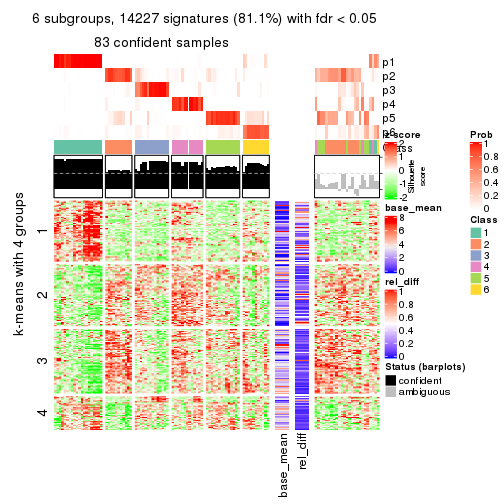 6 subgroups, 14227 signatures (81.1%) with fdr < 0.05
83 confident samples
p1
p2
p3
p4
p5
p6
Class
z-score
2
1
0
-1
-2
Silhouette score
Prob
1
0.8
0.6
0.4
0.2
0
Class
1
2
3
4
5
6
base_mean
8
6
4
2
0
rel_diff
1
0.8
0.6
0.4
0.2
0
Status (barplots)
confident
ambiguous
k-means with 4 groups
1
2
3
4
base_mean
rel_diff